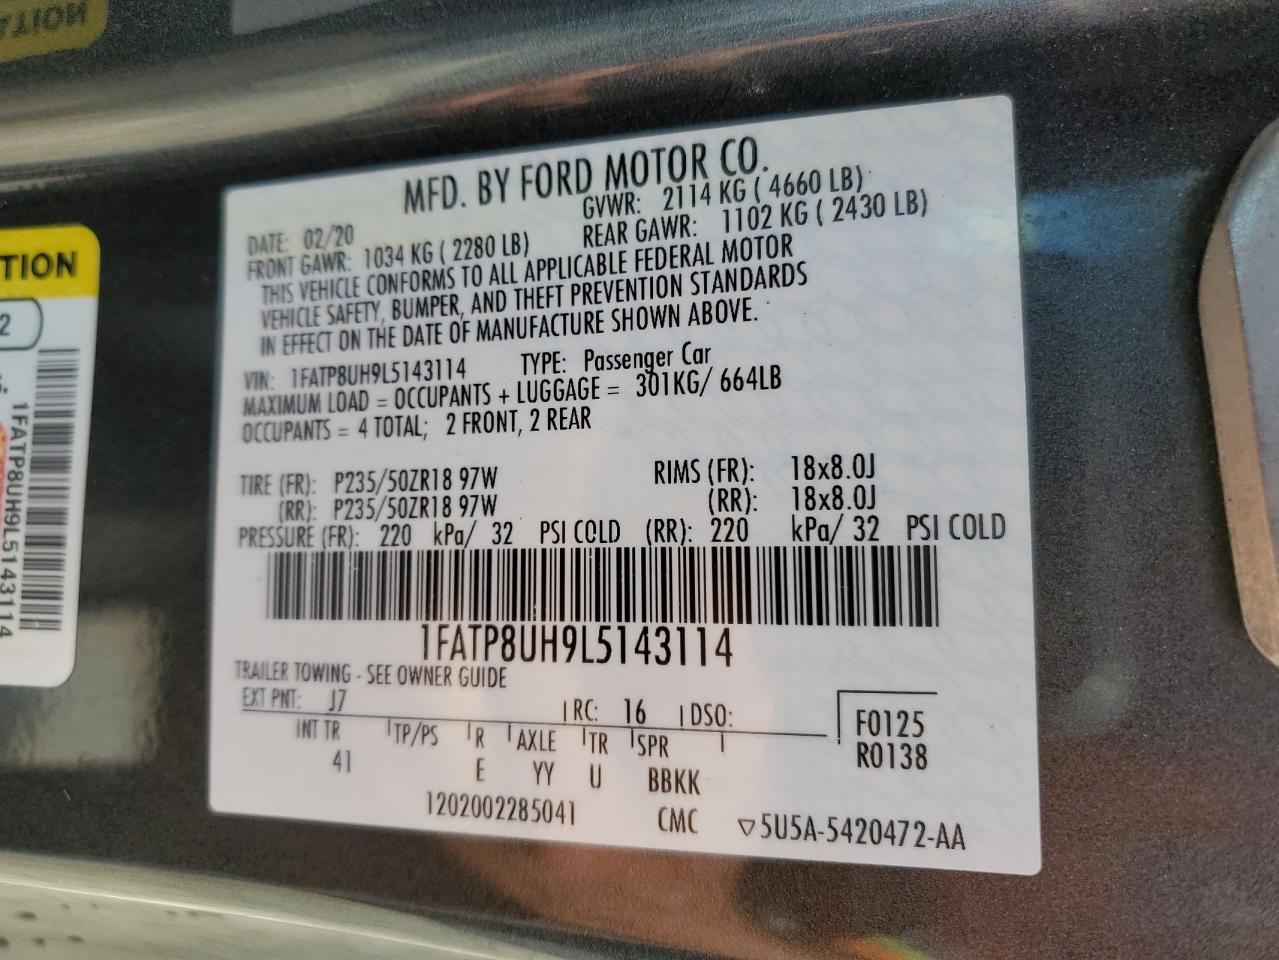 MFD. BY FORD MOTOR CO.
DATE: 02/20 GVWR: 2114 KG ( 4660 LB)
FRONT GAWR: 1034 KG ( 2280 LB) REAR GAWR: 1102 KG ( 2430 LB)
THIS VEHICLE CONFORMS TO ALL APPLICABLE FEDERAL MOTOR
VEHICLE SAFETY, BUMPER, AND THEFT PREVENTION STANDARDS
IN EFFECT ON THE DATE OF MANUFACTURE SHOWN ABOVE.
VIN: 1FATP8UH9L5143114 TYPE: Passenger Car
MAXIMUM LOAD = OCCUPANTS + LUGGAGE = 301KG/ 664LB
OCCUPANTS = 4 TOTAL; 2 FRONT, 2 REAR
TIRE (FR): P235/50ZR18 97W RIMS (FR): 18x8.0J
(RR): P235/50ZR18 97W (RR): 18x8.0J
PRESSURE (FR): 220 kPa/ 32 PSI COLD (RR): 220 kPa/ 32 PSI COLD
1FATP8UH9L5143114
TRAILER TOWING - SEE OWNER GUIDE
EXT PNT: J7 RC: 16 DSO:
INT TR TP/PS R AXLE TR SPR
41 E YY U BBKK
F0125
R0138
1202002285041 CMC ▽5U5A-5420472-AA
TION
2
1FATP8UH9L5143114